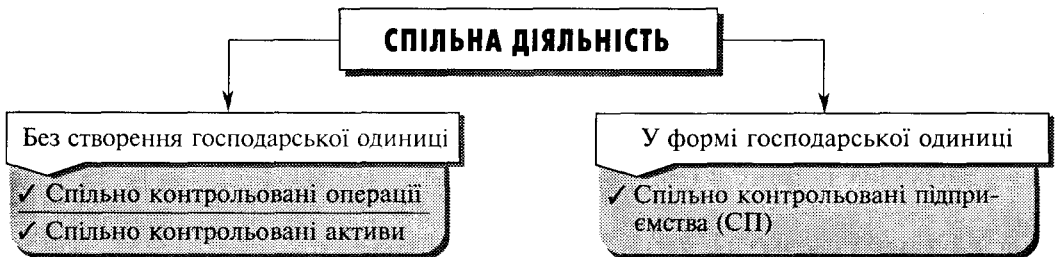 СПІЛЬНА ДІЯЛЬНІСТЬ
Без створення господарської одиниці
✓ Спільно контрольовані операції
✓ Спільно контрольовані активи
У формі господарської одиниці
✓ Спільно контрольовані підпри-
ємства (СП)